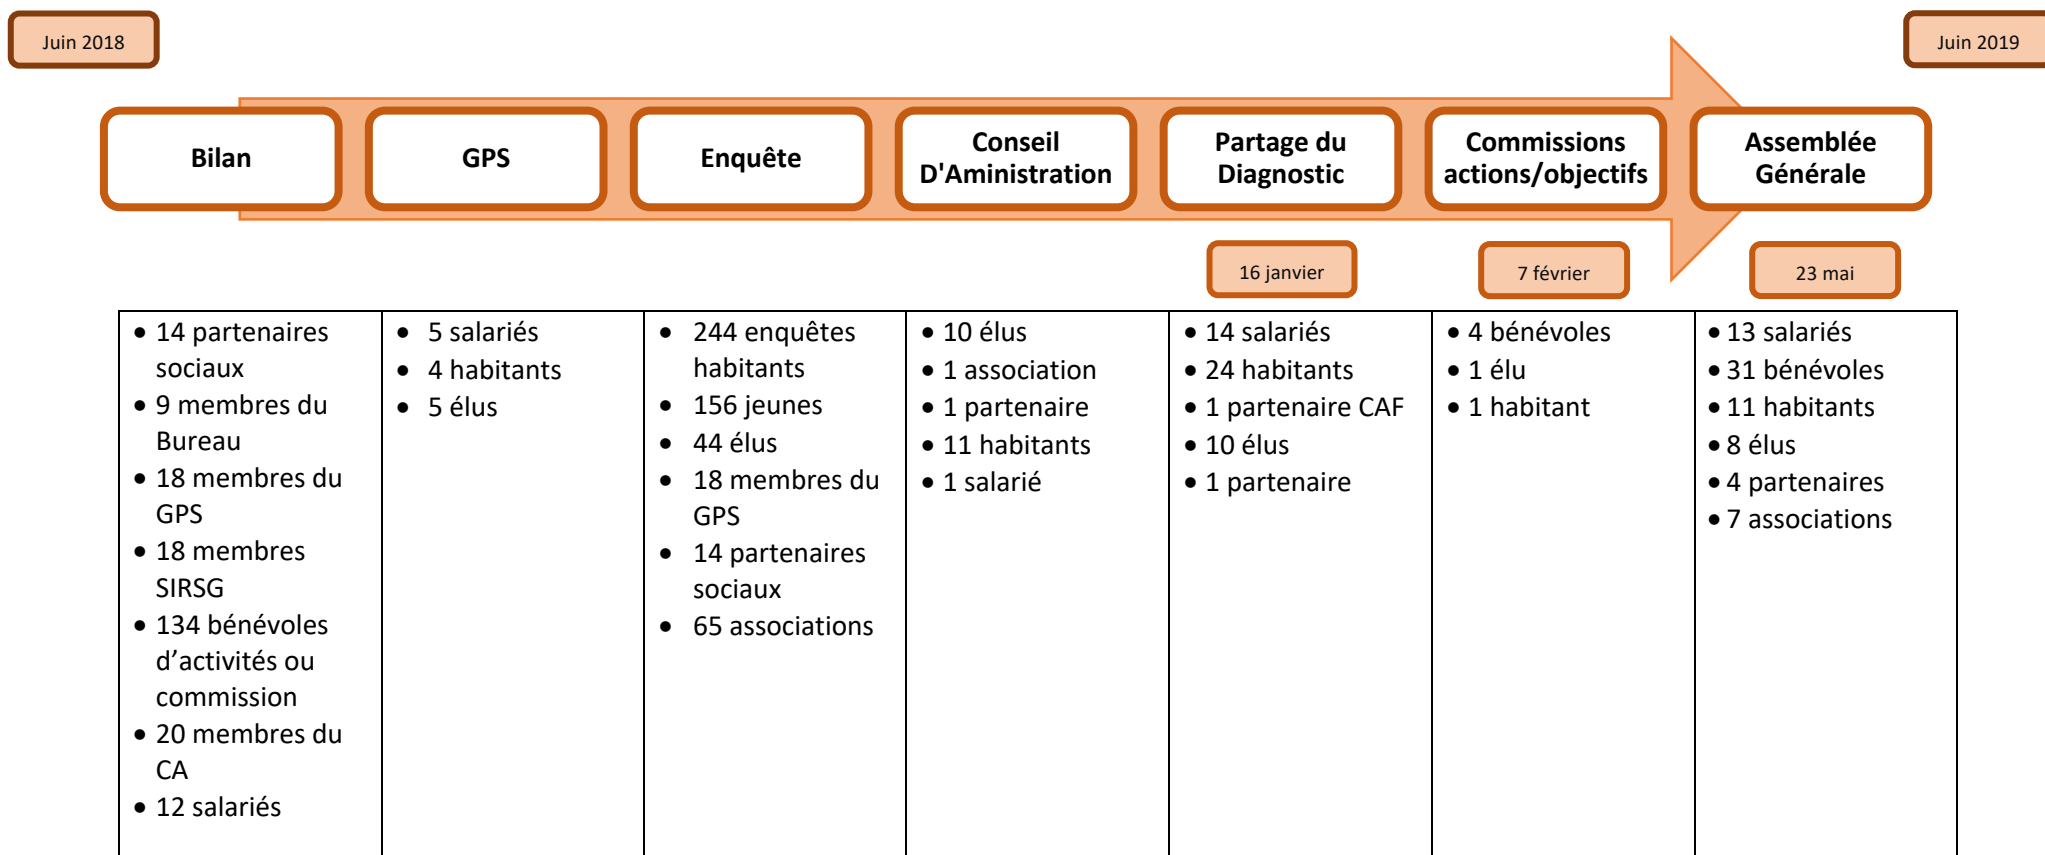 Juin 2018
Juin 2019
Bilan
GPS
Enquête
Conseil
D'Aministration
Partage du
Diagnostic
Commissions
actions/objectifs
Assemblée
Générale
16 janvier
7 février
23 mai
• 14 partenaires
sociaux
• 9 membres du
Bureau
• 18 membres du
GPS
• 18 membres
SIRSG
• 134 bénévoles
d’activités ou
commission
• 20 membres du
CA
• 12 salariés
• 5 salariés
• 4 habitants
• 5 élus
• 244 enquêtes
habitants
• 156 jeunes
• 44 élus
• 18 membres du
GPS
• 14 partenaires
sociaux
• 65 associations
• 10 élus
• 1 association
• 1 partenaire
• 11 habitants
• 1 salarié
• 14 salariés
• 24 habitants
• 1 partenaire CAF
• 10 élus
• 1 partenaire
• 4 bénévoles
• 1 élu
• 1 habitant
• 13 salariés
• 31 bénévoles
• 11 habitants
• 8 élus
• 4 partenaires
• 7 associations